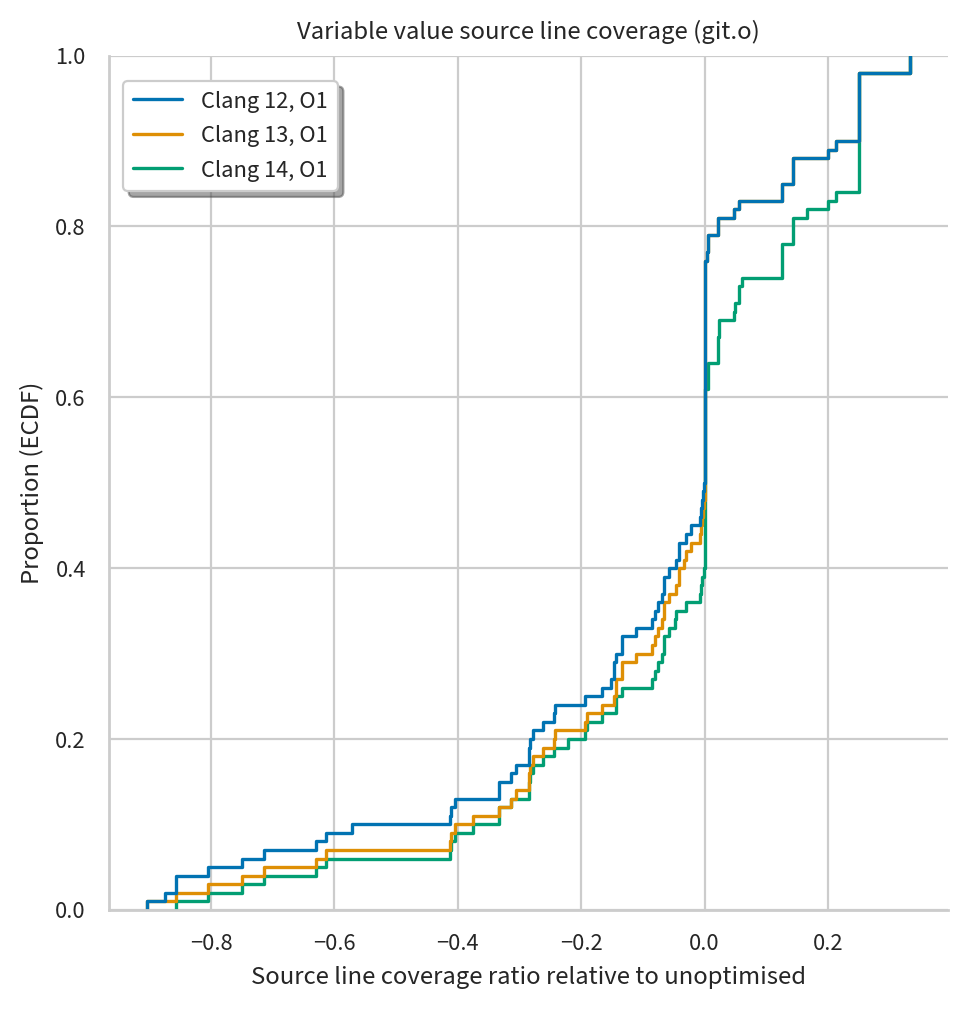 Variable value source line coverage (git.o)
1.0
0.8
0.6
0.4
0.2
0.0
Proportion (ECDF)
Clang 12, O1
Clang 13, O1
Clang 14, O1
−0.8 −0.6 −0.4 −0.2 0.0 0.2
Source line coverage ratio relative to unoptimised